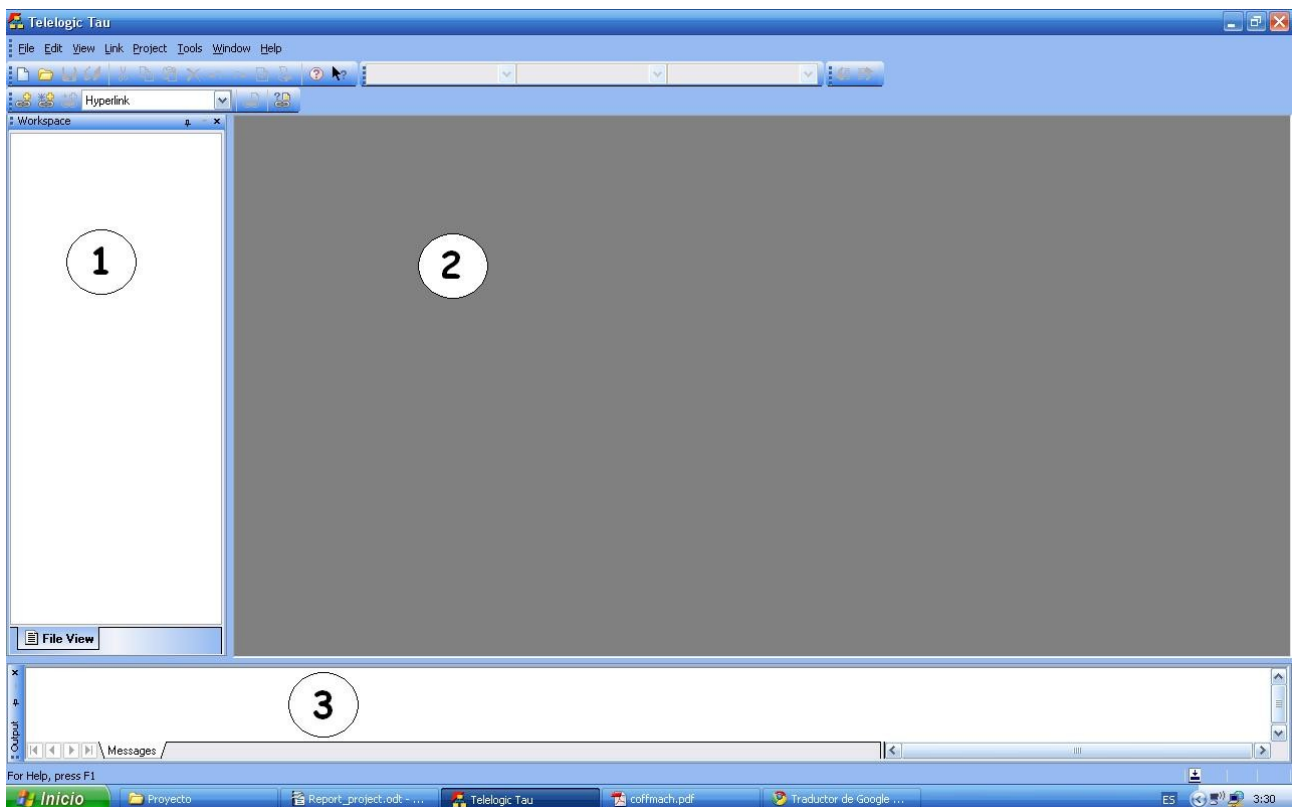 Telelogic Tau
File Edit View Link Project Tools Window Help
Hyperlink
Workspace
1
2
File View
3
Output
Messages
For Help, press F1
Inicio Proyecto Report_project.odt - ... Telelogic Tau coffmach.pdf Traductor de Google ... ES 3:30